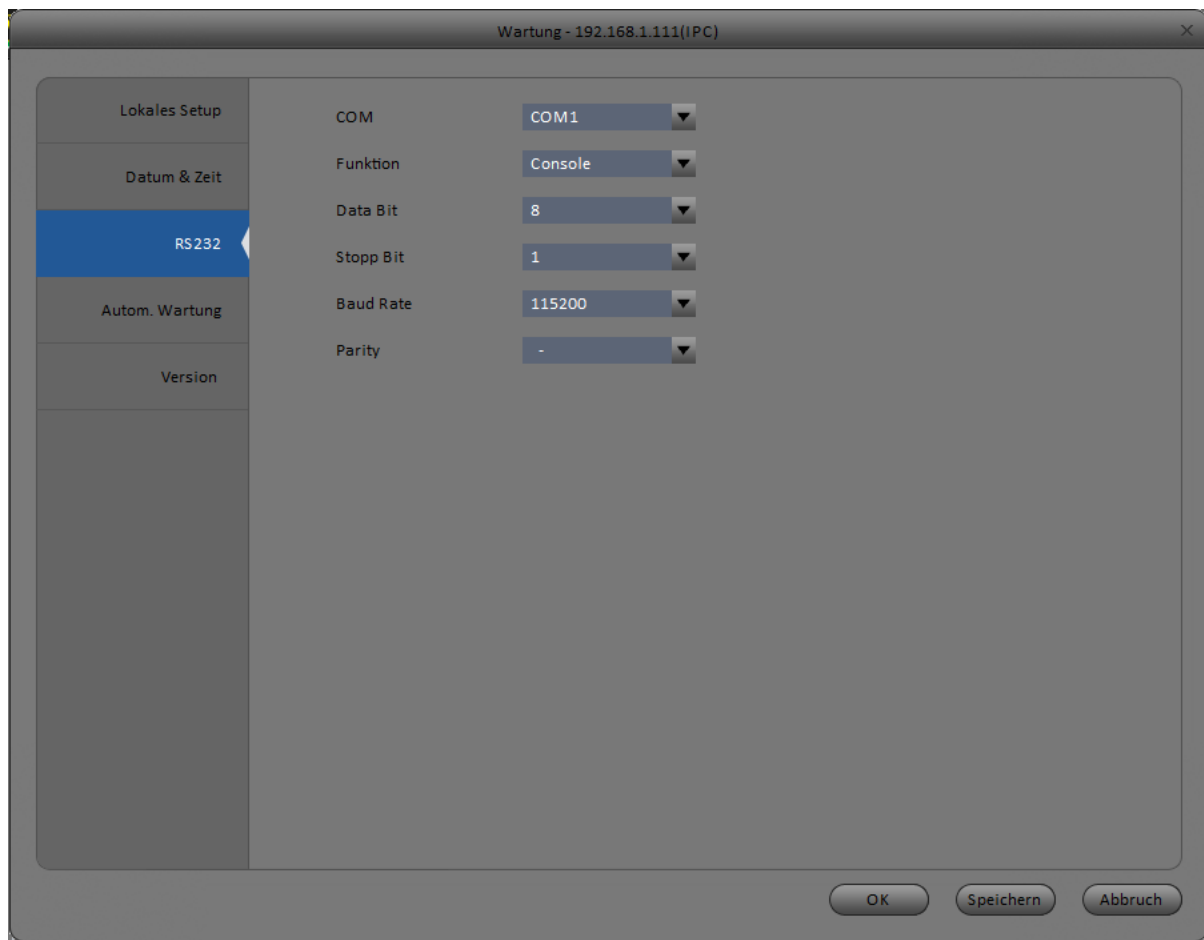 Wartung - 192.168.1.111(IPC)
Lokales Setup
Datum & Zeit
RS232
Autom. Wartung
Version
COM COM1
Funktion Console
Data Bit 8
Stopp Bit 1
Baud Rate 115200
Parity -
OK Speichern Abbruch